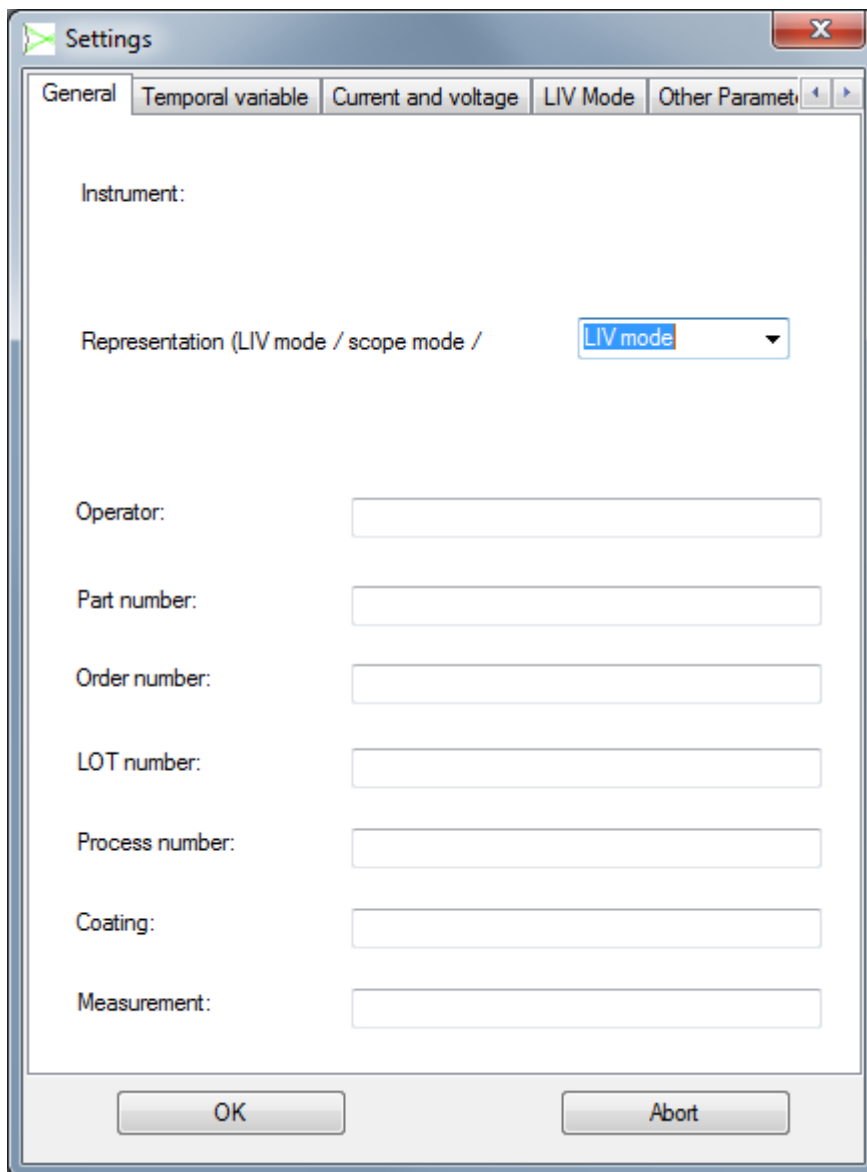 Settings
General Temporal variable Current and voltage LIV Mode Other Paramet
Instrument:
Representation (LIV mode / scope mode / LIV mode
Operator:
Part number:
Order number:
LOT number:
Process number:
Coating:
Measurement:
OK Abort